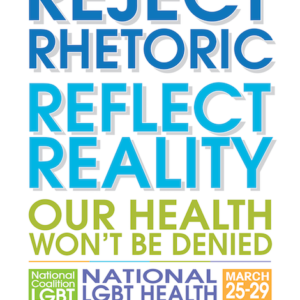 REJECT
RHETORIC
REFLECT
REALITY
OUR HEALTH
WON'T BE DENIED
National
Coalition
LGBT
NATIONAL
LGBT HEALTH
MARCH
25-29